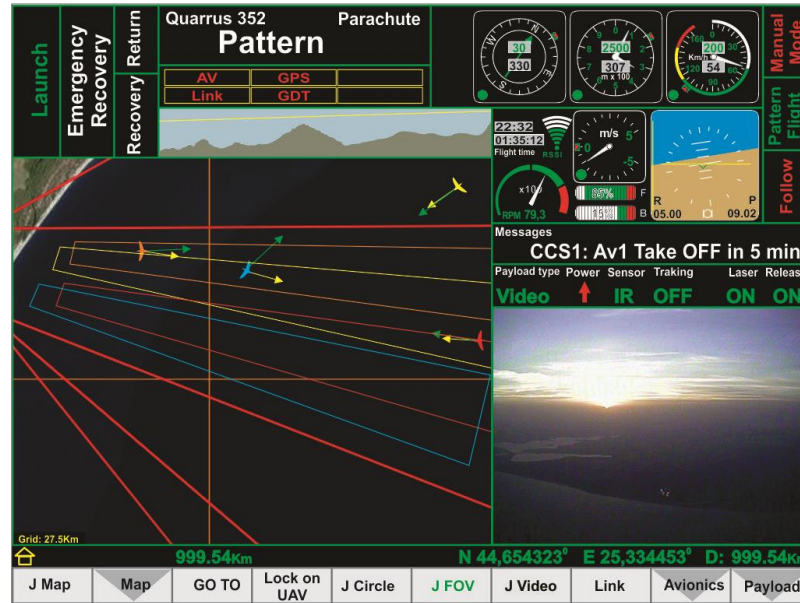 Launch
Emergency
Recovery
Return
Recovery
Quarrus 352 Parachute
Pattern
AV GPS
Link GDT
30
330
2500
307
m x 100
Km/h
200
54
Manual
Mode
Pattern
Flight
Follow
22:32
01:35:12
Flight time
RSSI
m/s
5
0
-5
x100
RPM 79,3
85% F
15% B
R P
05.00 09.02
Messages
CCS1: Av1 Take OFF in 5 min
Payload type Power Sensor Traking Laser Releas
Video IR OFF ON ON
Grid: 27.5Km
999.54Km N 44,654323° E 25,334453° D: 999.54Km
J Map Map GO TO Lock on UAV J Circle J FOV J Video Link Avionics Payload